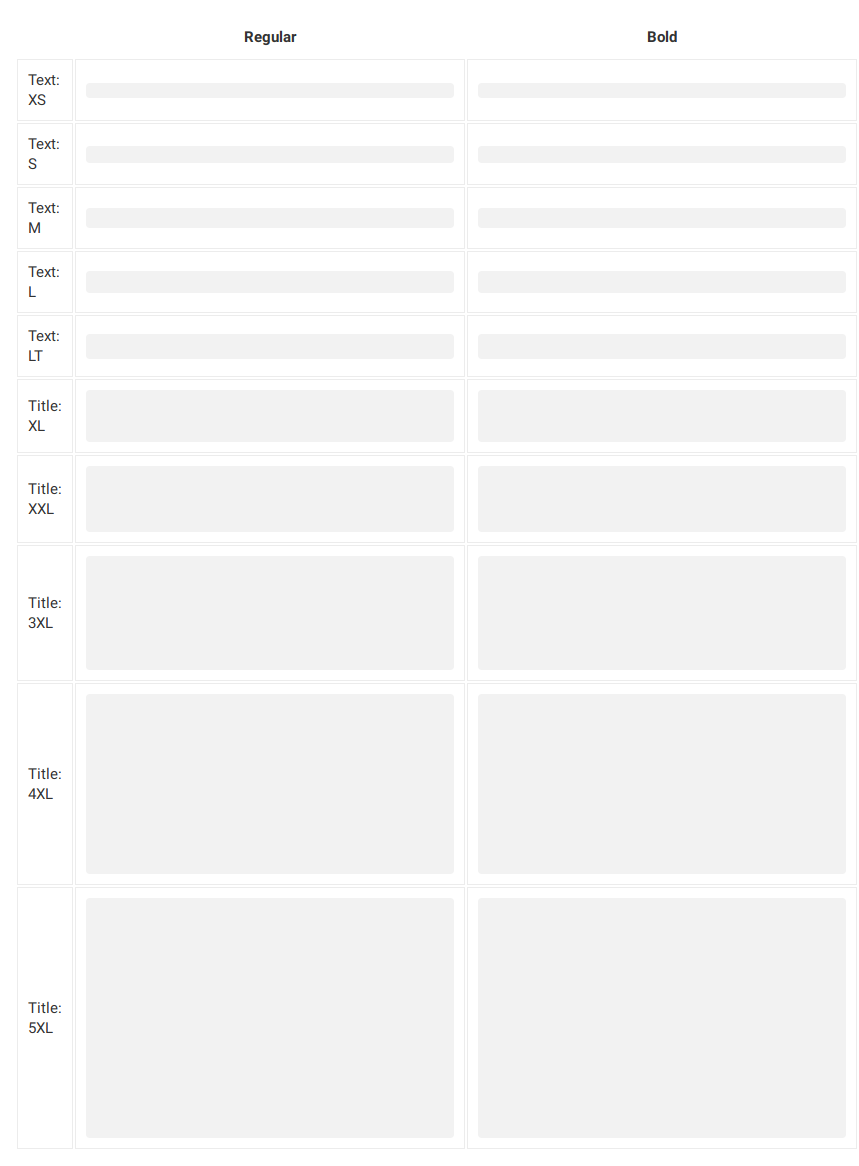 Regular Bold
Text:
XS
Text:
S
Text:
M
Text:
L
Text:
LT
Title:
XL
Title:
XXL
Title:
3XL
Title:
4XL
Title:
5XL